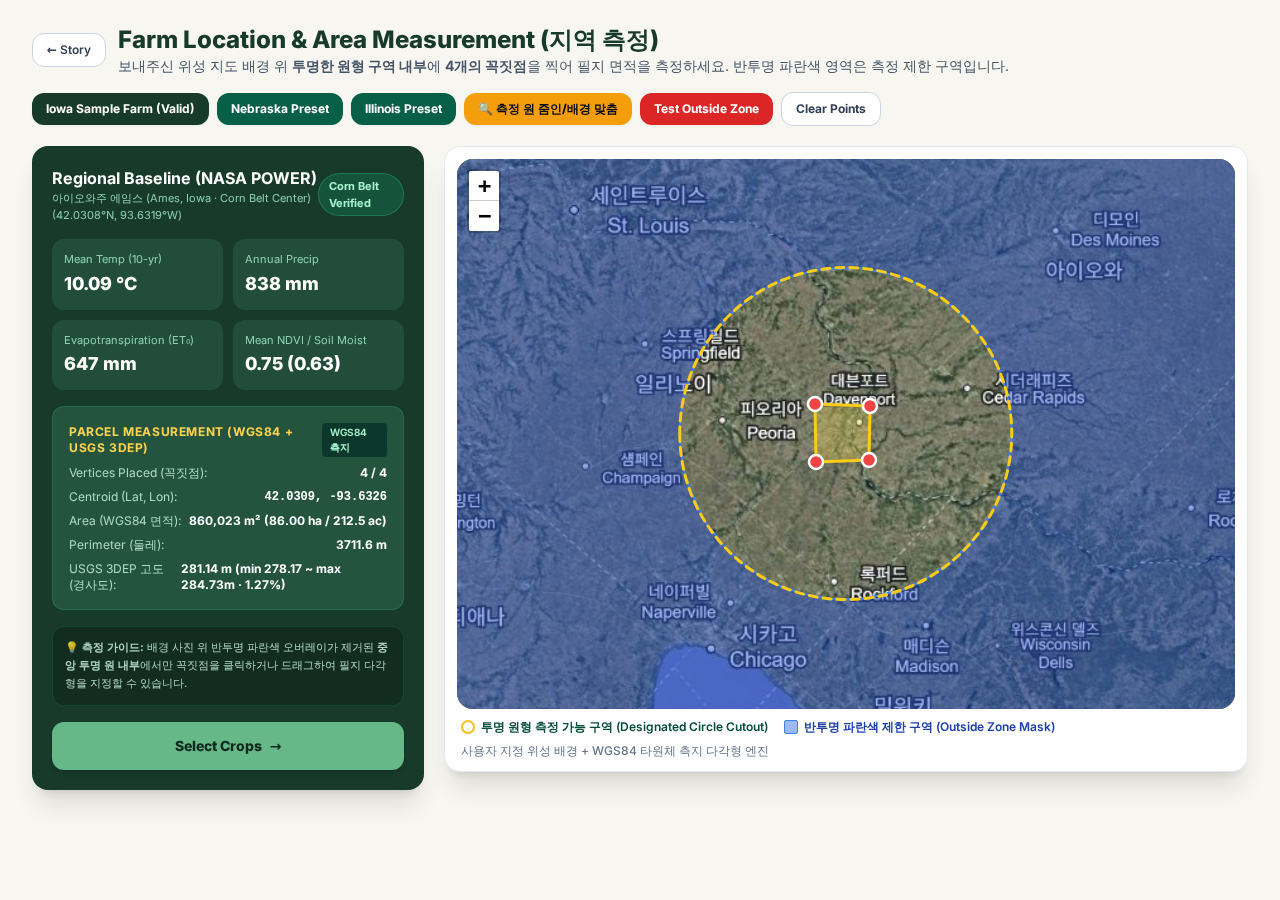 ← Story
Farm Location & Area Measurement (지역 측정)
보내주신 위성 지도 배경 위 투명한 원형 구역 내부에 4개의 꼭짓점을 찍어 필지 면적을 측정하세요. 반투명 파란색 영역은 측정 제한 구역입니다.
Iowa Sample Farm (Valid)
Nebraska Preset
Illinois Preset
🔍 측정 원 줌인/배경 맞춤
Test Outside Zone
Clear Points
Regional Baseline (NASA POWER)
아이오와주 에임스 (Ames, Iowa · Corn Belt Center)
(42.0308°N, 93.6319°W)
Corn Belt
Verified
Mean Temp (10-yr)
10.09 °C
Annual Precip
838 mm
Evapotranspiration (ET₀)
647 mm
Mean NDVI / Soil Moist
0.75 (0.63)
PARCEL MEASUREMENT (WGS84 +
USGS 3DEP)
WGS84
측지
Vertices Placed (꼭짓점):
4 / 4
Centroid (Lat, Lon):
42.0309, -93.6326
Area (WGS84 면적):
860,023 m² (86.00 ha / 212.5 ac)
Perimeter (둘레):
3711.6 m
USGS 3DEP 고도
(경사도):
281.14 m (min 278.17 ~ max
284.73m · 1.27%)
💡 측정 가이드: 배경 사진 위 반투명 파란색 오버레이가 제거된 중
앙 투명 원 내부에서만 꼭짓점을 클릭하거나 드래그하여 필지 다각
형을 지정할 수 있습니다.
Select Crops →
+
−
세인트루이스
St. Louis
디모인
Des Moines
아이오와
스프링필드
Springfield
일리노이
대븐포트
Davenport
시더래피즈
Cedar Rapids
피오리아
Peoria
섐페인
Champaign
밍턴
ngton
로
Roc
록퍼드
Rockford
네이퍼빌
Naperville
티애나
시카고
Chicago
매디슨
Madison
위스콘신 델즈
Wisconsin
Dells
밀워키
투명 원형 측정 가능 구역 (Designated Circle Cutout)
반투명 파란색 제한 구역 (Outside Zone Mask)
사용자 지정 위성 배경 + WGS84 타원체 측지 다각형 엔진